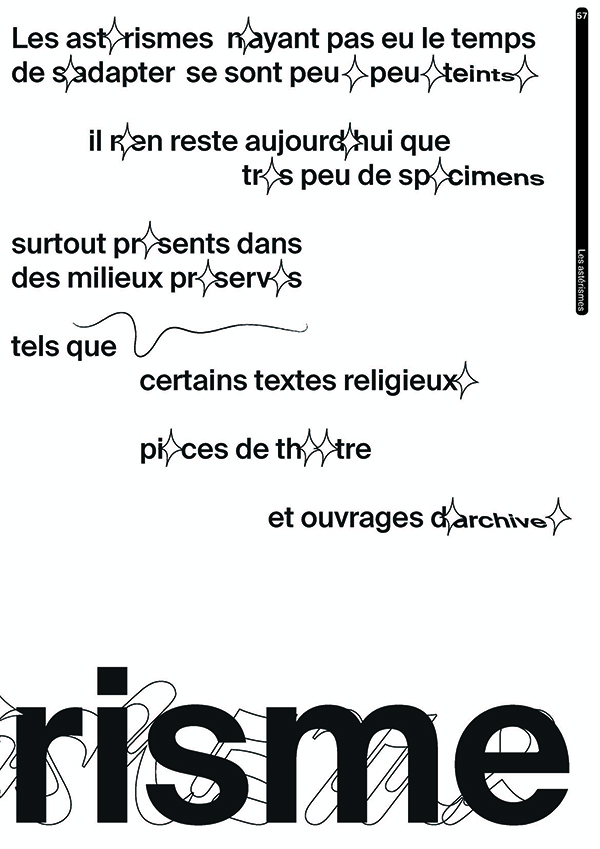 Les ast✧rismes n✧ayant pas eu le temps
de s✧adapter se sont peu ✧ peu ✧teints✧
il n✧en reste aujourd✧hui que
tr✧s peu de sp✧cimens
surtout pr✧sents dans
des milieux pr✧serv✧s
tels que
certains textes religieux✧
pi✧ces de th✧✧tre
et ouvrages d✧archive✧
risme
57
Les astérismes